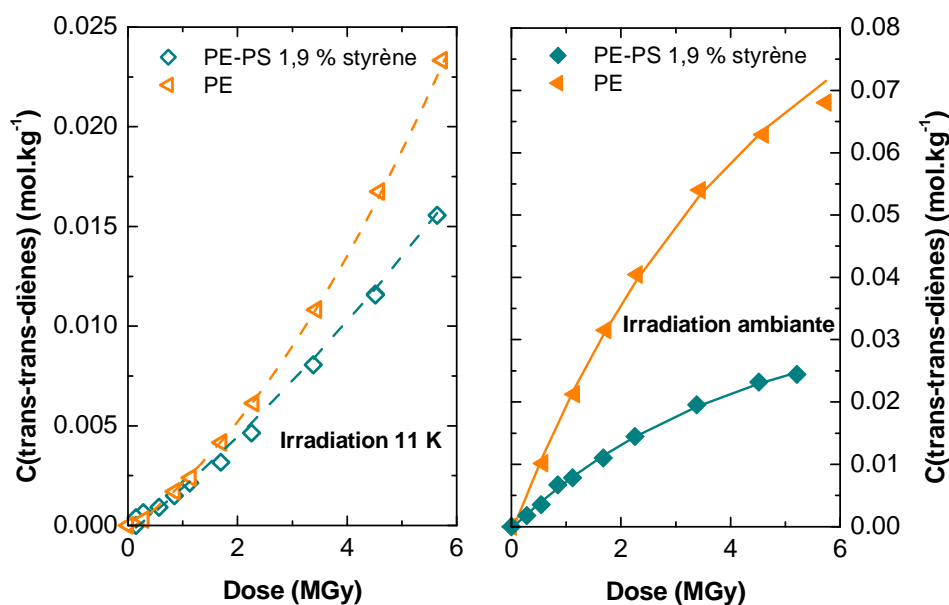 C(trans-trans-diènes) (mol.kg⁻¹)
0.025
0.020
0.015
0.010
0.005
0.000
PE-PS 1,9 % styrène
PE
Irradiation 11 K
0 2 4 6
Dose (MGy)
PE-PS 1,9 % styrène
PE
Irradiation ambiante
0 2 4 6
Dose (MGy)
0.08
0.07
0.06
0.05
0.04
0.03
0.02
0.01
0.00
C(trans-trans-diènes) (mol.kg⁻¹)